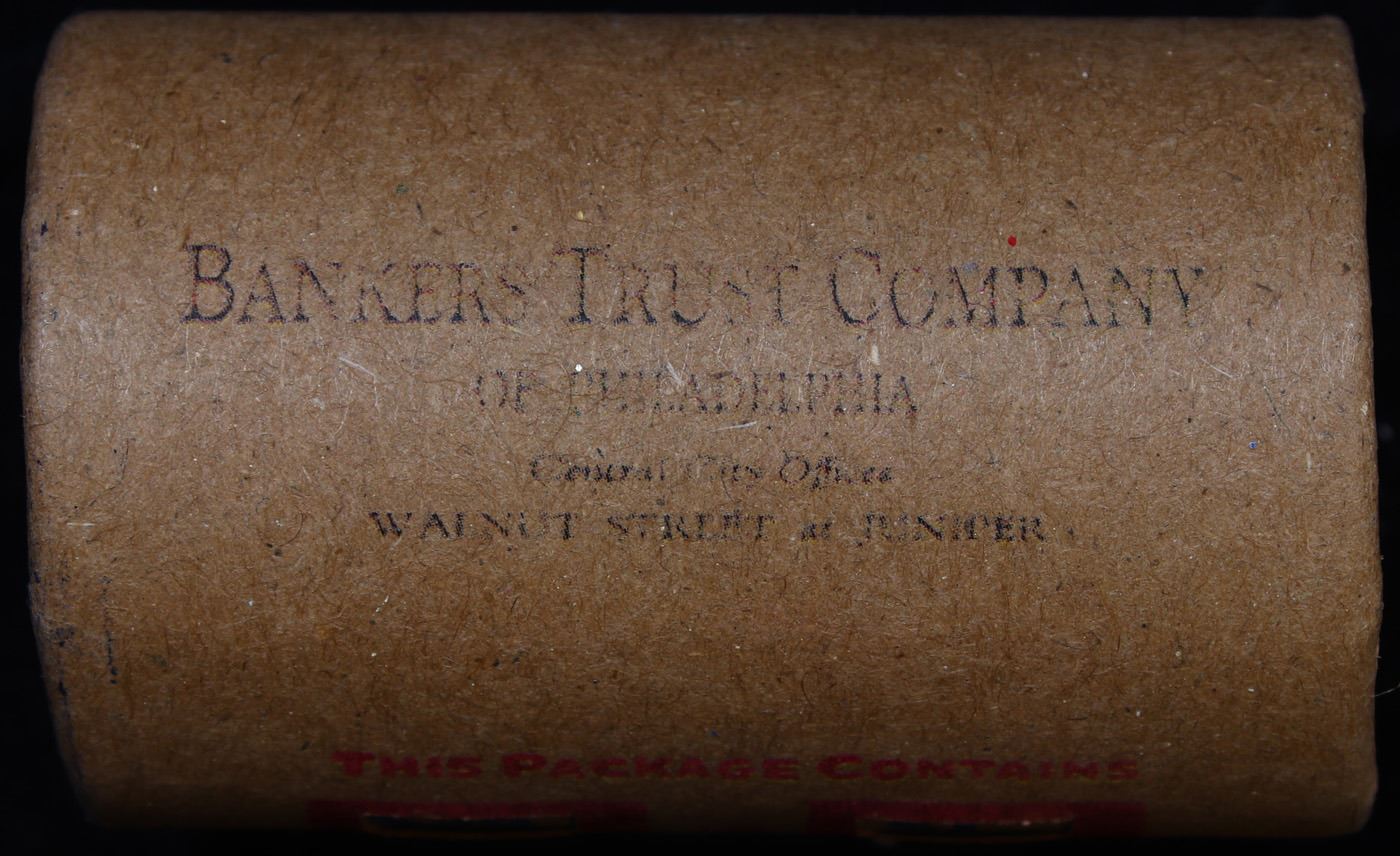 BANKERS TRUST COMPANY
OF PHILADELPHIA
Central City Offices
WALNUT STREET at JUNIPER
THIS PACKAGE CONTAINS